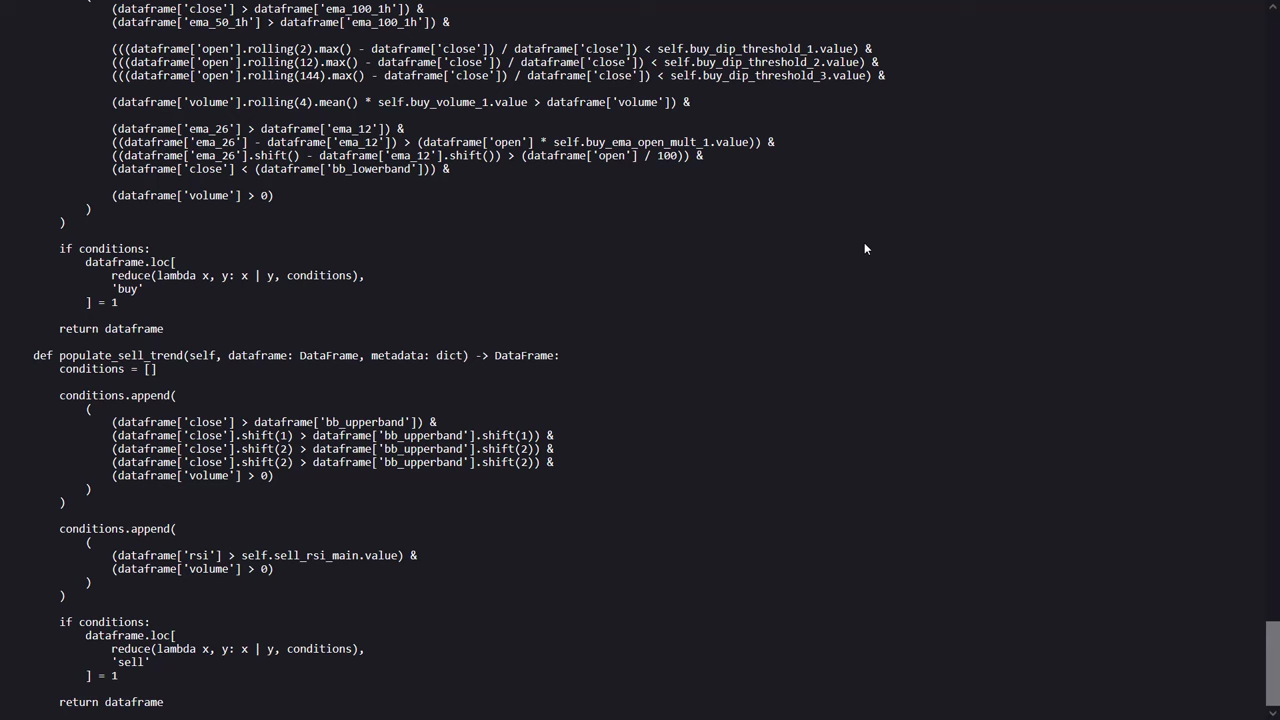 (dataframe['close'] > dataframe['ema_100_1h']) &
(dataframe['ema_50_1h'] > dataframe['ema_100_1h']) &
(((dataframe['open'].rolling(2).max() - dataframe['close']) / dataframe['close']) < self.buy_dip_threshold_1.value) &
(((dataframe['open'].rolling(12).max() - dataframe['close']) / dataframe['close']) < self.buy_dip_threshold_2.value) &
(((dataframe['open'].rolling(144).max() - dataframe['close']) / dataframe['close']) < self.buy_dip_threshold_3.value) &
(dataframe['volume'].rolling(4).mean() * self.buy_volume_1.value > dataframe['volume']) &
(dataframe['ema_26'] > dataframe['ema_12']) &
((dataframe['ema_26'] - dataframe['ema_12']) > (dataframe['open'] * self.buy_ema_open_mult_1.value)) &
((dataframe['ema_26'].shift() - dataframe['ema_12'].shift()) > (dataframe['open'] / 100)) &
(dataframe['close'] < (dataframe['bb_lowerband'])) &
(dataframe['volume'] > 0)
)
)
if conditions:
dataframe.loc[
reduce(lambda x, y: x | y, conditions),
'buy'
] = 1
return dataframe
def populate_sell_trend(self, dataframe: DataFrame, metadata: dict) -> DataFrame:
conditions = []
conditions.append(
(
(dataframe['close'] > dataframe['bb_upperband']) &
(dataframe['close'].shift(1) > dataframe['bb_upperband'].shift(1)) &
(dataframe['close'].shift(2) > dataframe['bb_upperband'].shift(2)) &
(dataframe['close'].shift(2) > dataframe['bb_upperband'].shift(2)) &
(dataframe['volume'] > 0)
)
)
conditions.append(
(
(dataframe['rsi'] > self.sell_rsi_main.value) &
(dataframe['volume'] > 0)
)
)
if conditions:
dataframe.loc[
reduce(lambda x, y: x | y, conditions),
'sell'
] = 1
return dataframe